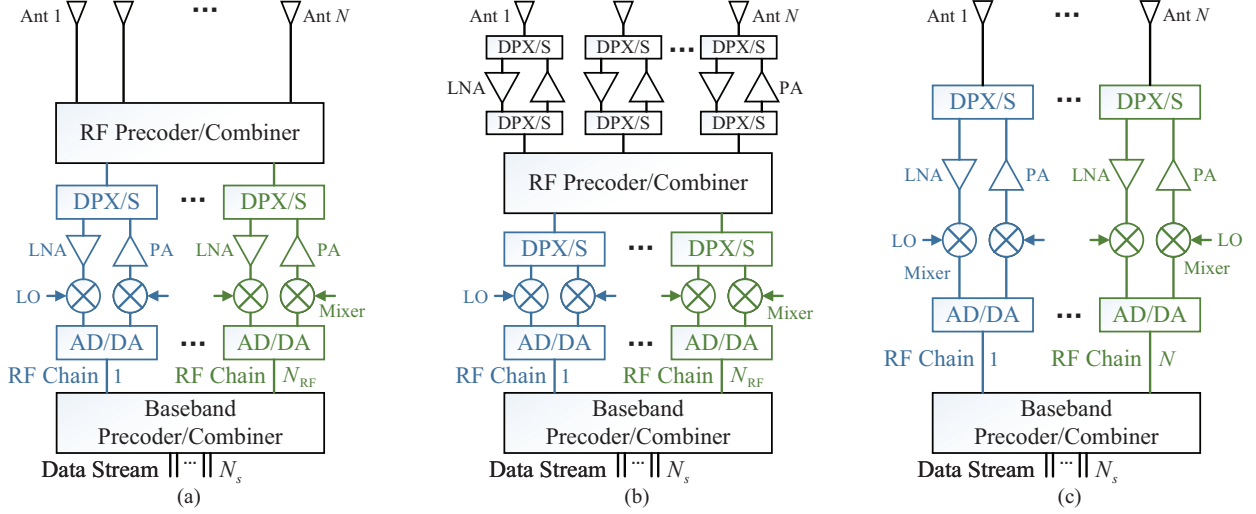 Ant 1
...
Ant N
RF Precoder/Combiner
DPX/S
...
DPX/S
LNA
PA
LNA
PA
LO
Mixer
AD/DA
...
AD/DA
RF Chain 1
RF Chain N_RF
Baseband
Precoder/Combiner
Data Stream ... N_s
(a)
Ant 1
...
Ant N
DPX/S
DPX/S
...
DPX/S
LNA
PA
DPX/S
DPX/S
DPX/S
RF Precoder/Combiner
DPX/S
...
DPX/S
LO
Mixer
AD/DA
...
AD/DA
RF Chain 1
RF Chain N_RF
Baseband
Precoder/Combiner
Data Stream ... N_s
(b)
Ant 1
...
Ant N
DPX/S
...
DPX/S
LNA
PA
LNA
PA
LO
LO
Mixer
Mixer
AD/DA
...
AD/DA
RF Chain 1
RF Chain N
Baseband
Precoder/Combiner
Data Stream ... N_s
(c)